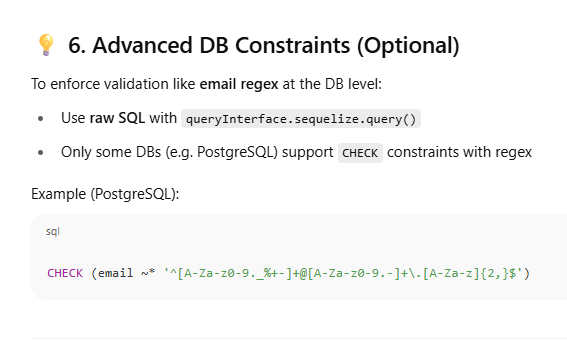 💡 6. Advanced DB Constraints (Optional)
To enforce validation like email regex at the DB level:
• Use raw SQL with queryInterface.sequelize.query()
• Only some DBs (e.g. PostgreSQL) support CHECK constraints with regex
Example (PostgreSQL):
sql
CHECK (email ~* '^[A-Za-z0-9._%+-]+@[A-Za-z0-9.-]+\.[A-Za-z]{2,}$')